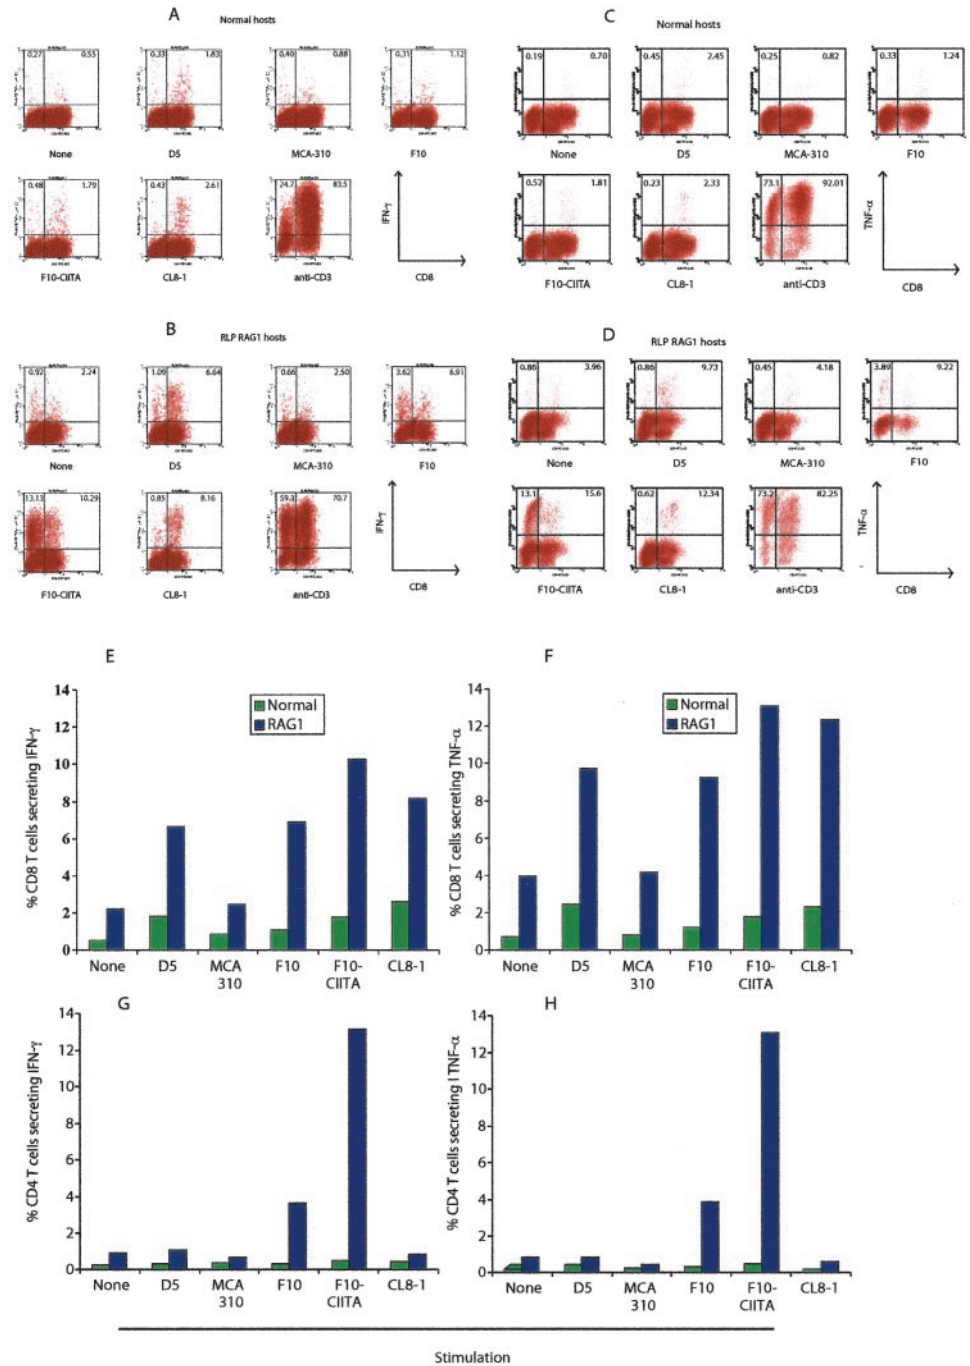 A
Normal hosts
0.27 0.55
None
0.33 1.83
D5
0.40 0.88
MCA-310
0.31 1.12
F10
0.48 1.79
F10-CIITA
0.43 2.61
CL8-1
24.7 83.5
anti-CD3
IFN-γ
CD8
B
RLP RAG1 hosts
0.92 2.24
None
1.09 6.64
D5
0.66 2.50
MCA-310
3.62 6.91
F10
13.13 10.29
F10-CIITA
0.85 8.16
CL8-1
59.2 70.7
anti-CD3
IFN-γ
CD8
C
Normal hosts
0.19 0.70
None
0.45 2.45
D5
0.25 0.82
MCA-310
0.33 1.24
F10
0.52 1.81
F10-CIITA
0.23 2.33
CL8-1
73.1 92.01
anti-CD3
TNF-α
CD8
D
RLP RAG1 hosts
0.86 3.96
None
0.86 9.73
D5
0.45 4.18
MCA-310
3.89 9.22
F10
13.1 15.6
F10-CIITA
0.62 12.34
CL8-1
73.2 82.25
anti-CD3
TNF-α
CD8
E
% CD8 T cells secreting IFN-γ
14
12
10
8
6
4
2
0
Normal
RAG1
None D5 MCA 310 F10 F10-CIITA CL8-1
F
% CD8 T cells secreting TNF-α
14
12
10
8
6
4
2
0
Normal
RAG1
None D5 MCA 310 F10 F10-CIITA CL8-1
G
% CD4 T cells secreting IFN-γ
14
12
10
8
6
4
2
0
None D5 MCA 310 F10 F10-CIITA CL8-1
H
% CD4 T cells secreting I TNF-α
14
12
10
8
6
4
2
0
None D5 MCA 310 F10 F10-CIITA CL8-1
Stimulation